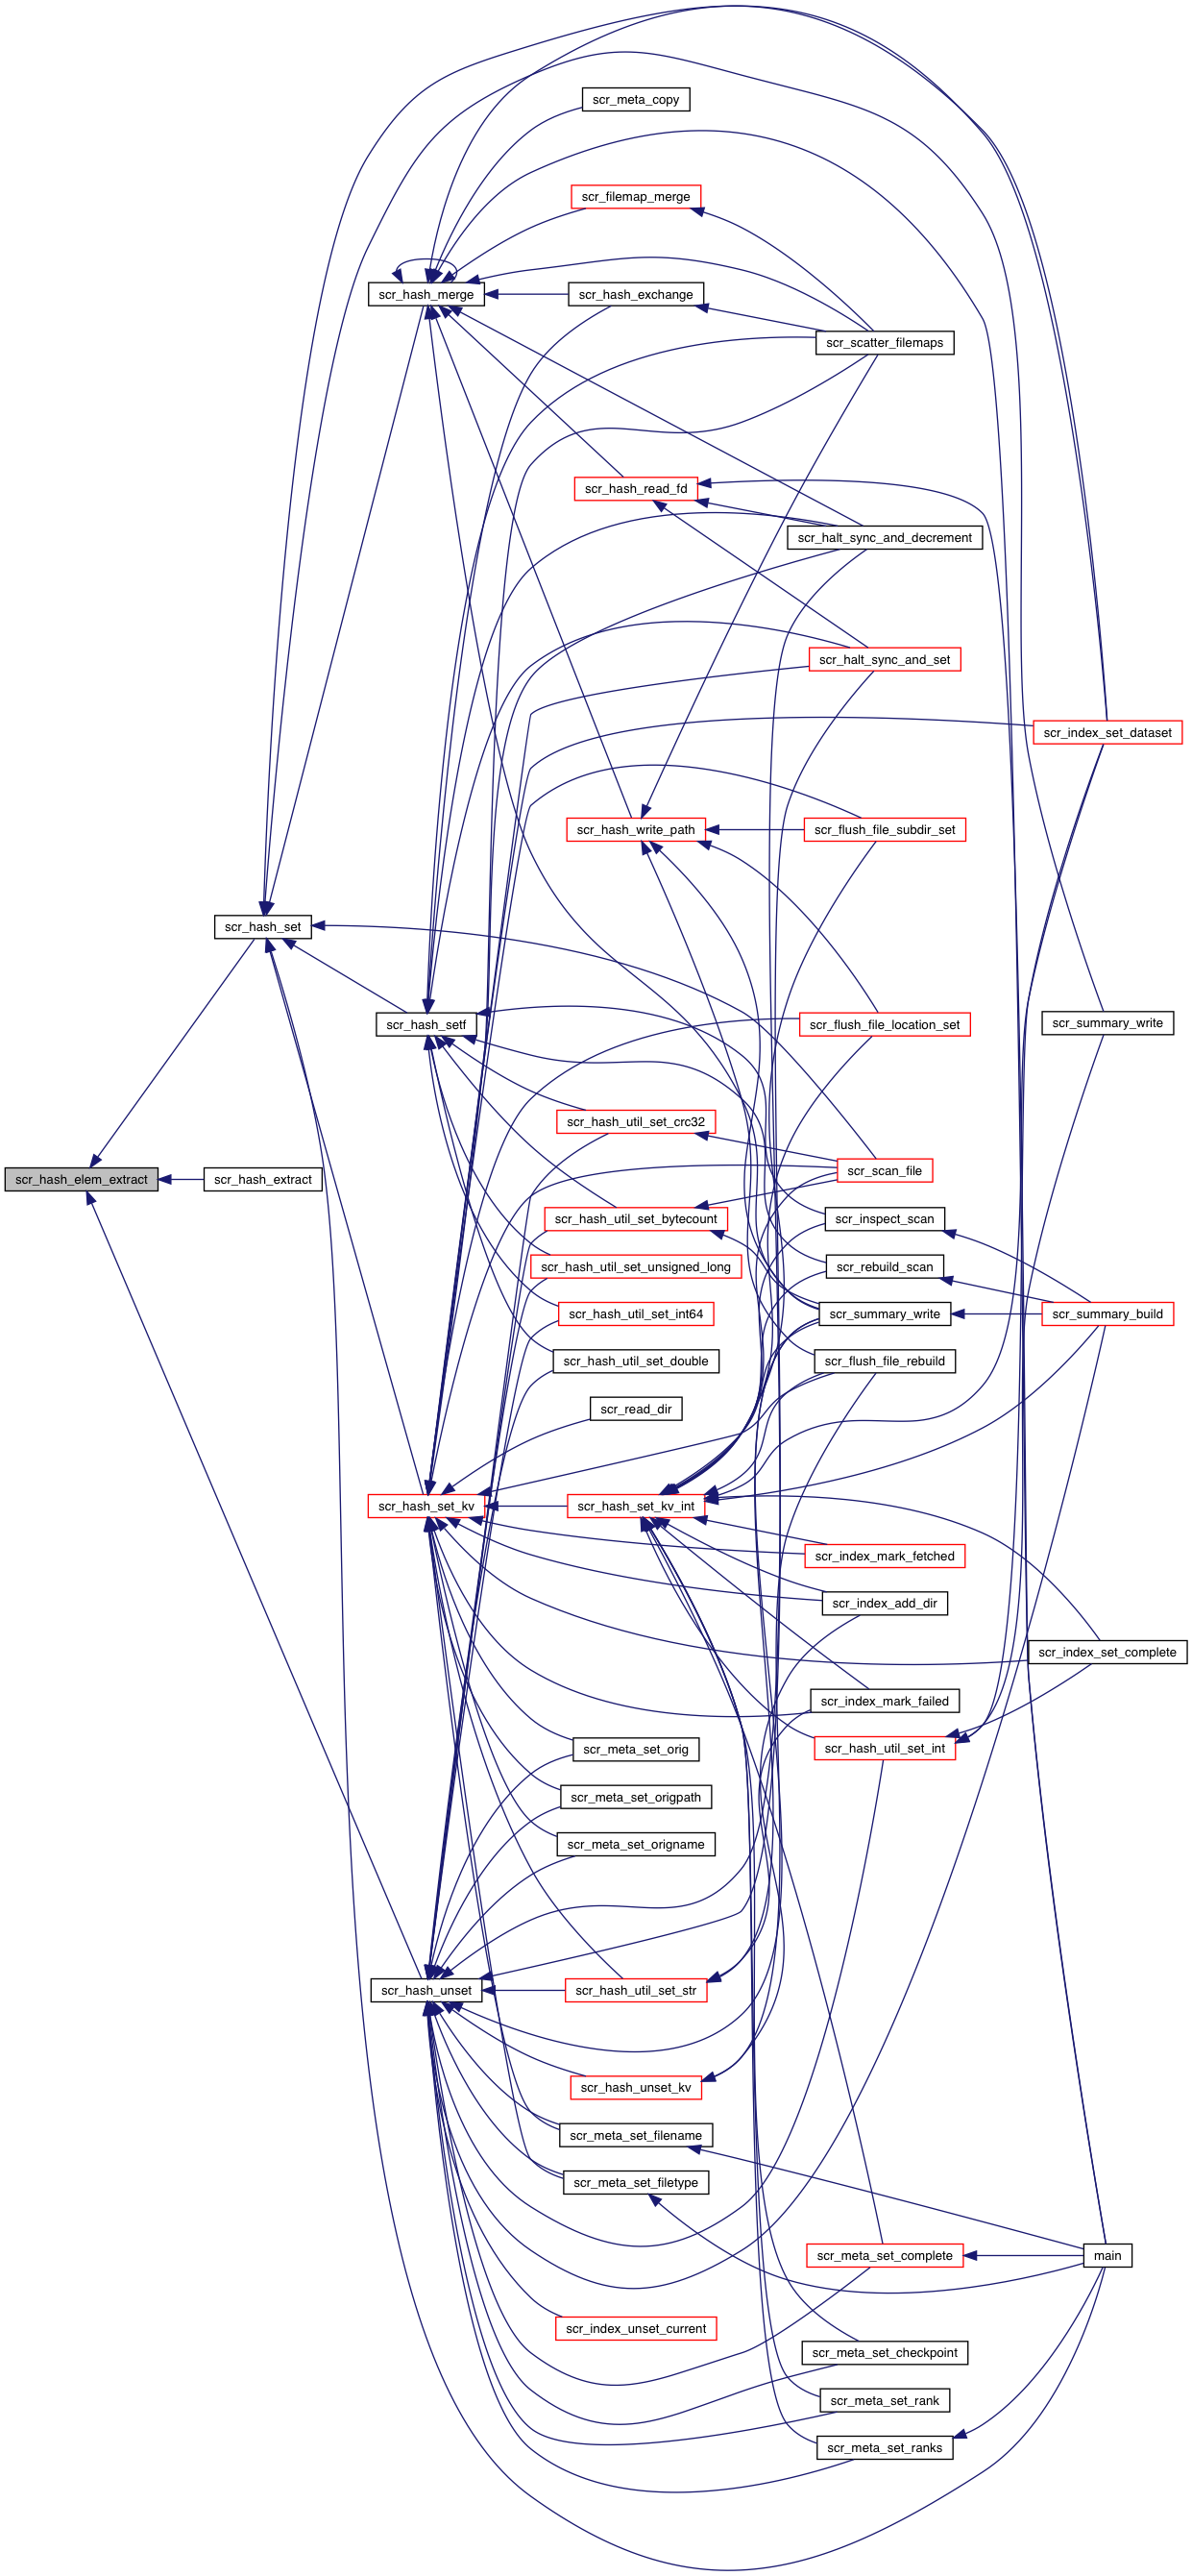 scr_meta_copy
scr_filemap_merge
scr_hash_merge
scr_hash_exchange
scr_scatter_filemaps
scr_hash_read_fd
scr_halt_sync_and_decrement
scr_halt_sync_and_set
scr_index_set_dataset
scr_hash_write_path
scr_flush_file_subdir_set
scr_hash_set
scr_hash_setf
scr_flush_file_location_set
scr_summary_write
scr_hash_util_set_crc32
scr_hash_elem_extract
scr_hash_extract
scr_scan_file
scr_hash_util_set_bytecount
scr_inspect_scan
scr_hash_util_set_unsigned_long
scr_rebuild_scan
scr_hash_util_set_int64
scr_summary_write
scr_summary_build
scr_hash_util_set_double
scr_flush_file_rebuild
scr_read_dir
scr_hash_set_kv
scr_hash_set_kv_int
scr_index_mark_fetched
scr_index_add_dir
scr_index_set_complete
scr_index_mark_failed
scr_meta_set_orig
scr_hash_util_set_int
scr_meta_set_origpath
scr_meta_set_origname
scr_hash_unset
scr_hash_util_set_str
scr_hash_unset_kv
scr_meta_set_filename
scr_meta_set_filetype
scr_meta_set_complete
main
scr_index_unset_current
scr_meta_set_checkpoint
scr_meta_set_rank
scr_meta_set_ranks